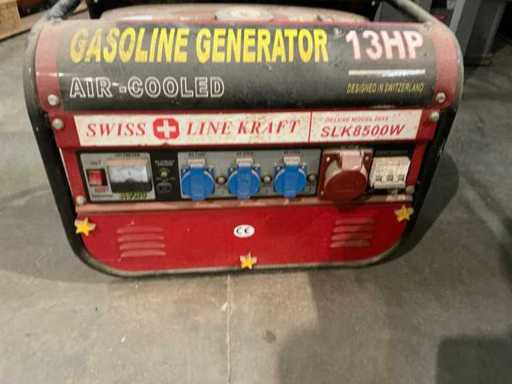 GASOLINE GENERATOR 13HP
AIR-COOLED
DESIGNED IN SWITZERLAND
SWISS LINE KRAFT
SLK8500W
CE